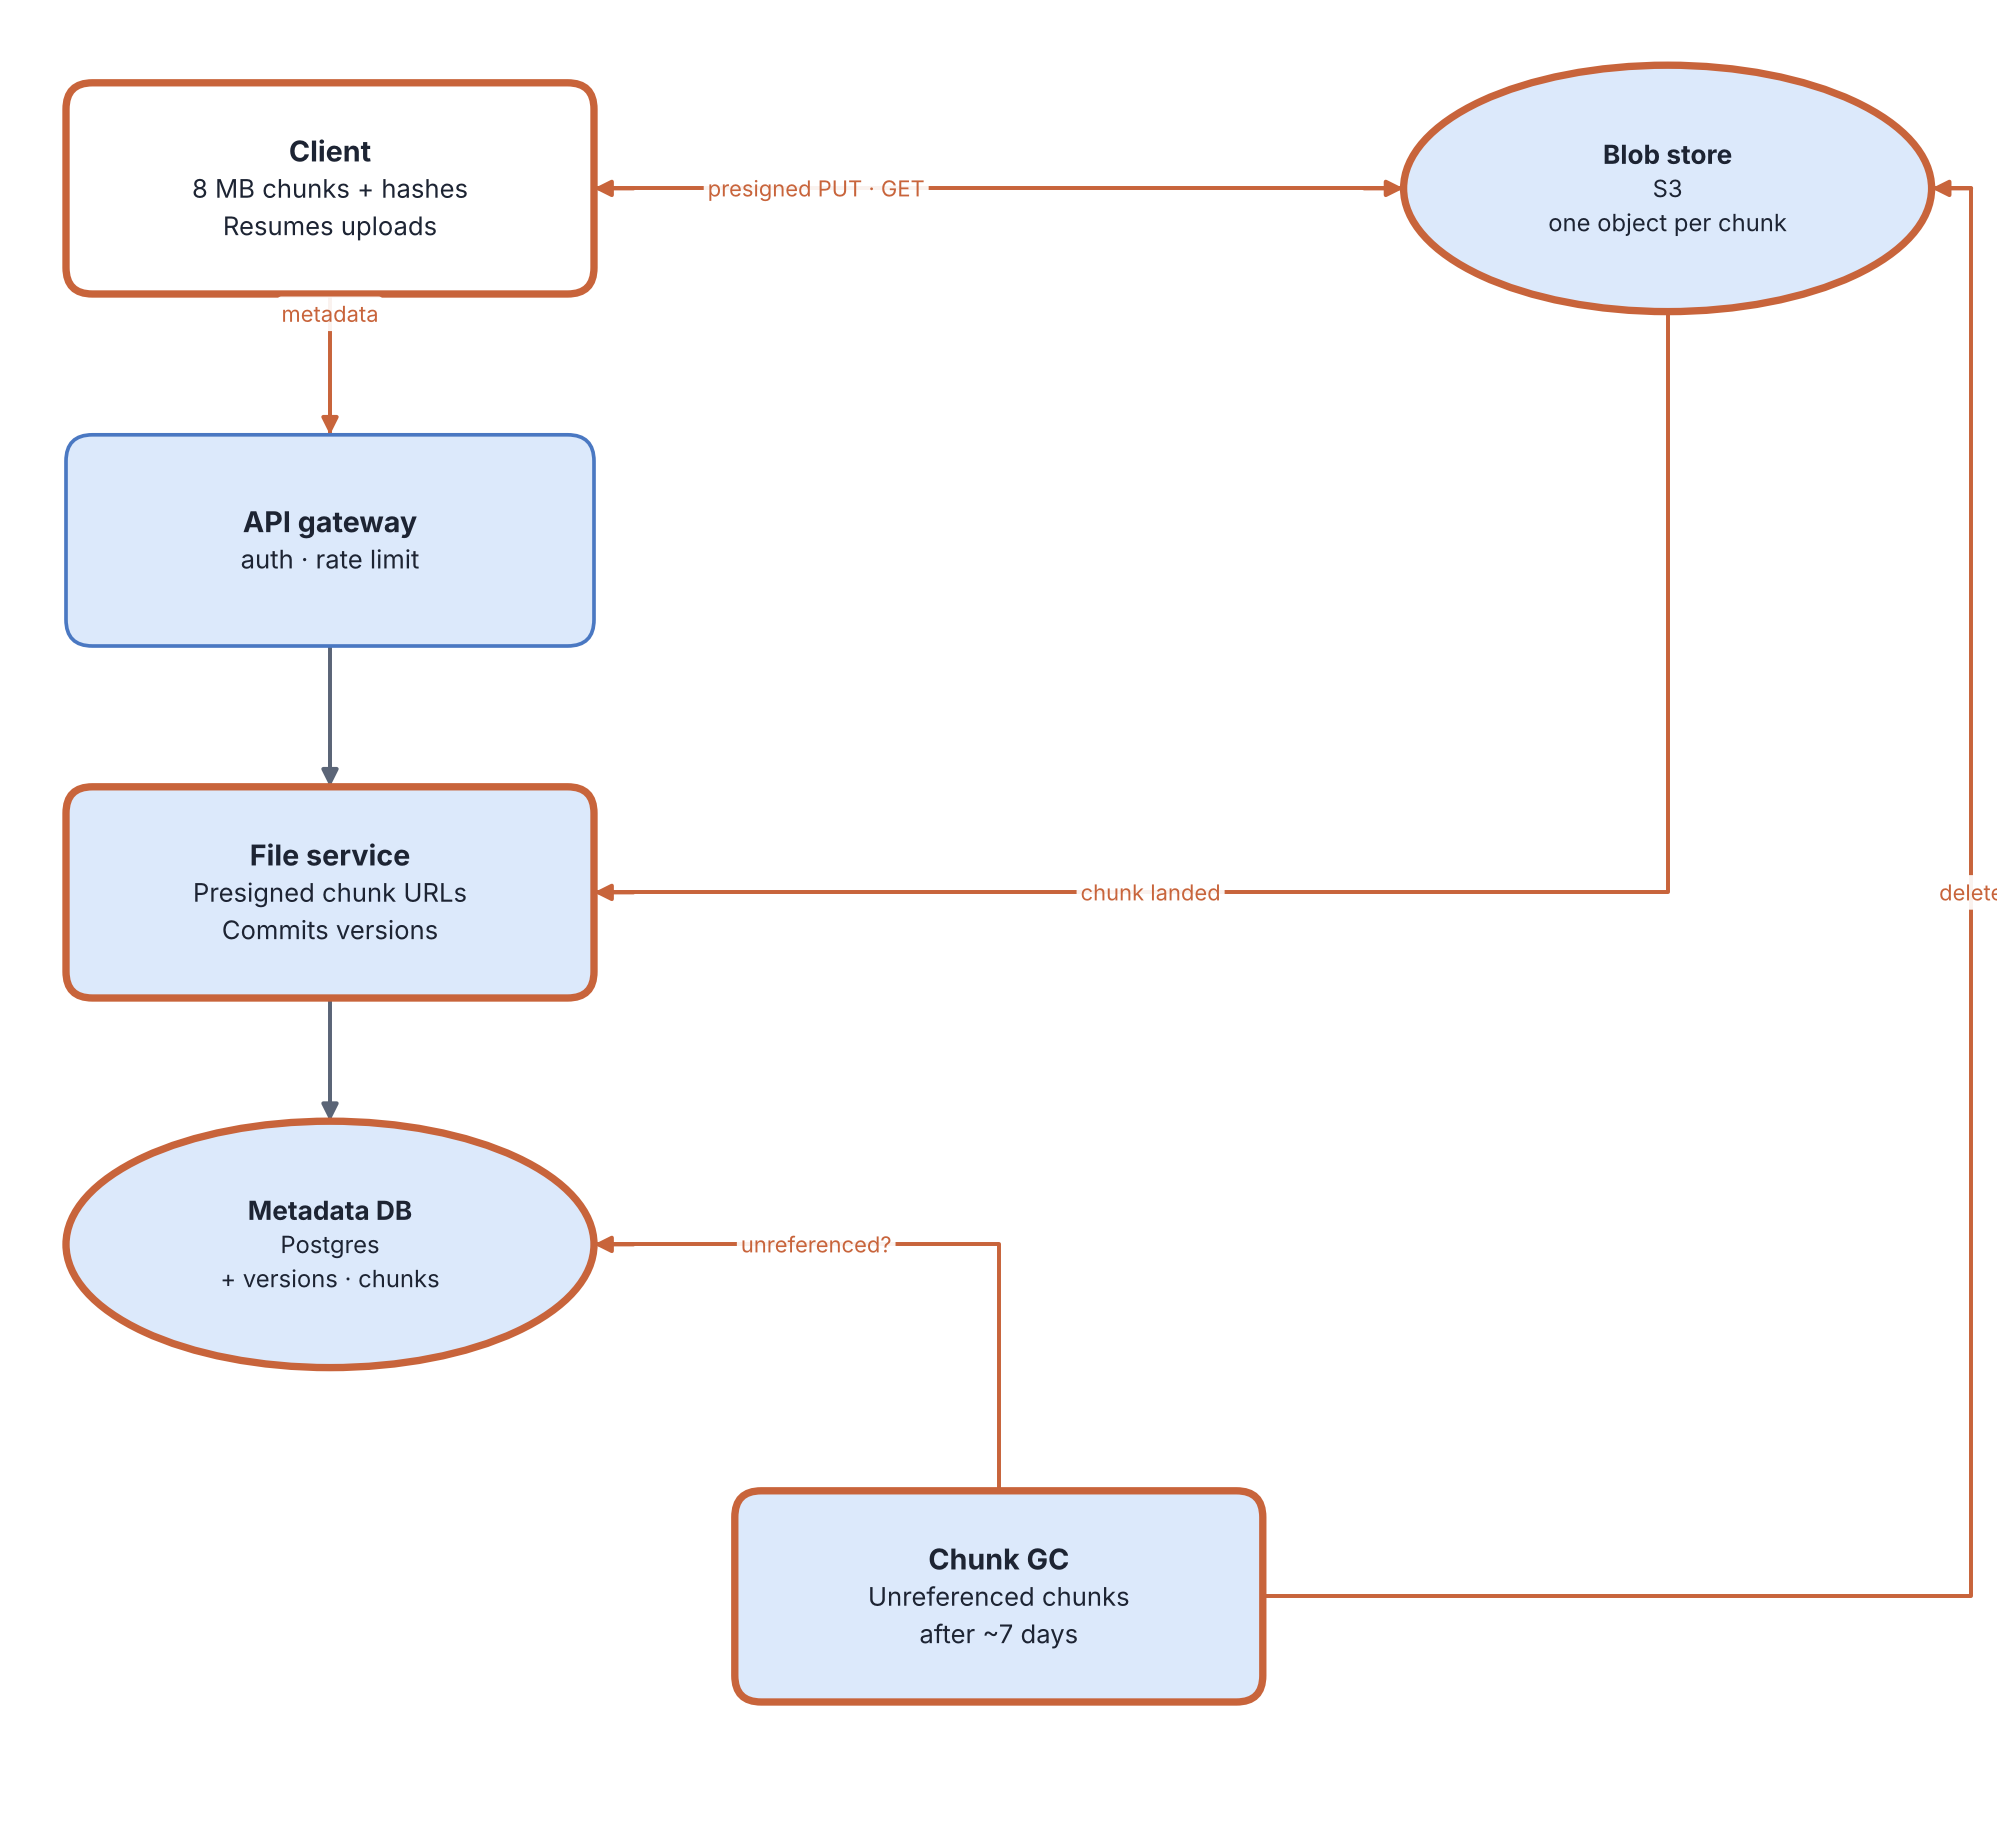 Client
8 MB chunks + hashes
Resumes uploads
presigned PUT · GET
Blob store
S3
one object per chunk
metadata
API gateway
auth · rate limit
File service
Presigned chunk URLs
Commits versions
chunk landed
delete
Metadata DB
Postgres
+ versions · chunks
unreferenced?
Chunk GC
Unreferenced chunks
after ~7 days